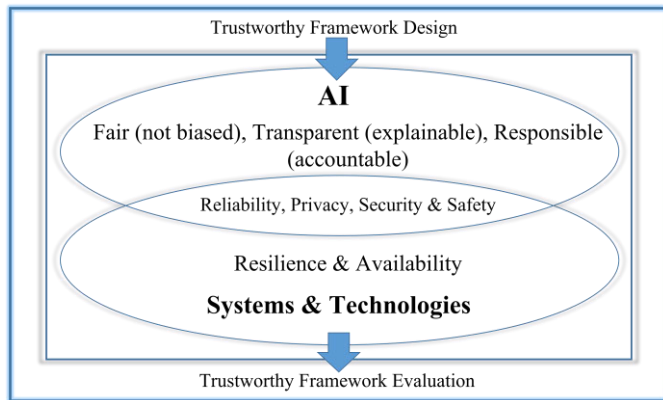 Trustworthy Framework Design
AI
Fair (not biased), Transparent (explainable), Responsible
(accountable)
Reliability, Privacy, Security & Safety
Resilience & Availability
Systems & Technologies
Trustworthy Framework Evaluation